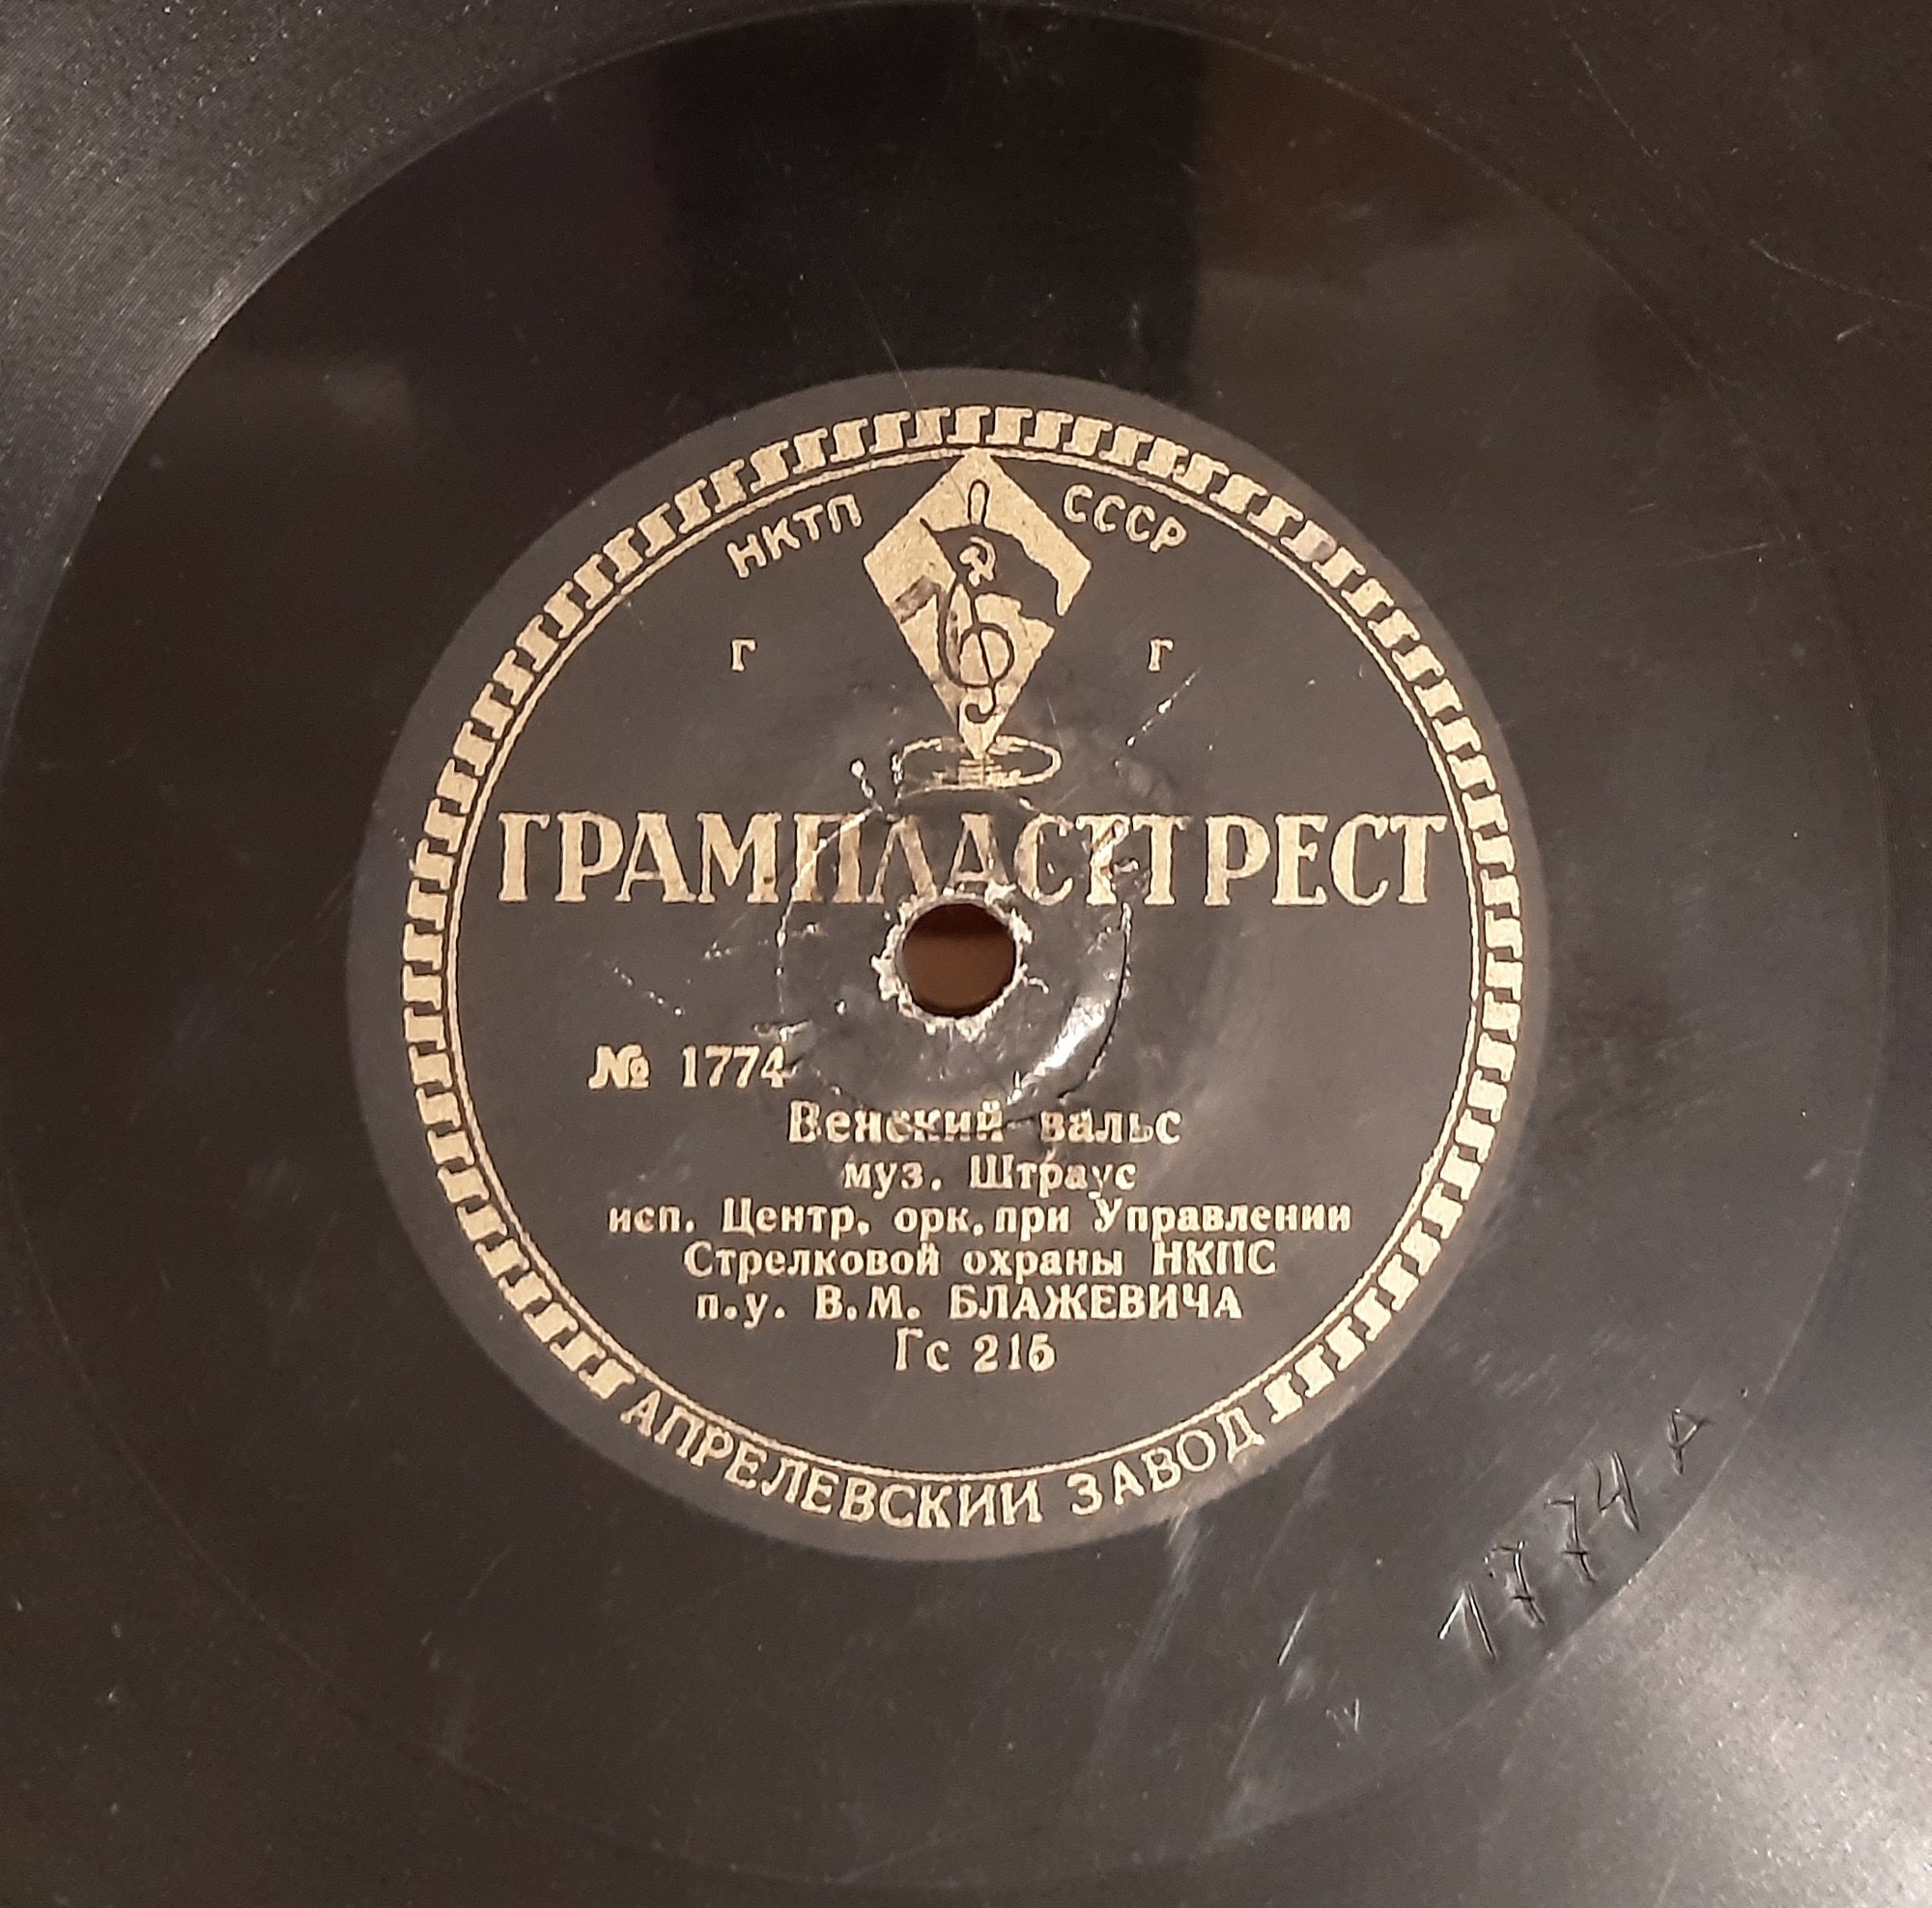 НКТП СССР
Г Г
ГРАМПЛАСТТРЕСТ
№ 1774
Венский вальс
муз. Штраус
исп. Центр. орк. при Управлении
Стрелковой охраны НКПС
п.у. В.М. БЛАЖЕВИЧА
Гс 215
АПРЕЛЕВСКИЙ ЗАВОД
1774